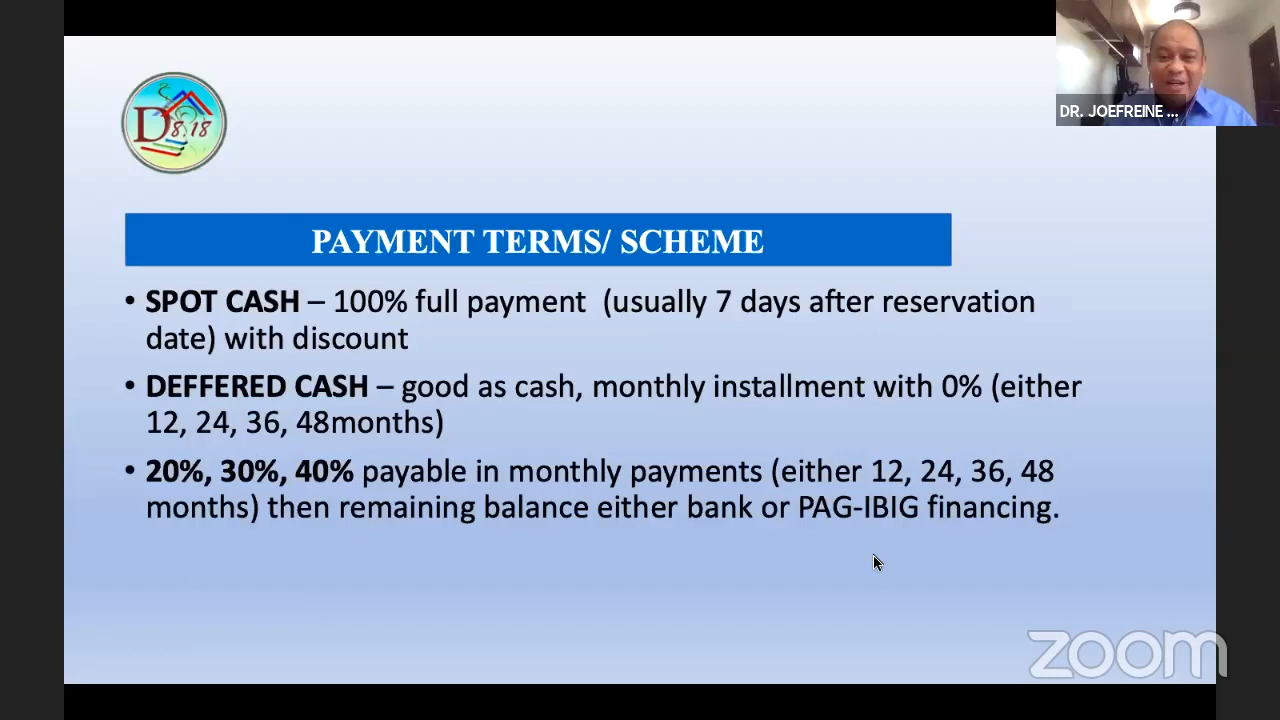 DR. JOEFREINE ...
D 8:18
PAYMENT TERMS/ SCHEME
• SPOT CASH – 100% full payment (usually 7 days after reservation
date) with discount
• DEFFERED CASH – good as cash, monthly installment with 0% (either
12, 24, 36, 48months)
• 20%, 30%, 40% payable in monthly payments (either 12, 24, 36, 48
months) then remaining balance either bank or PAG-IBIG financing.
zoom